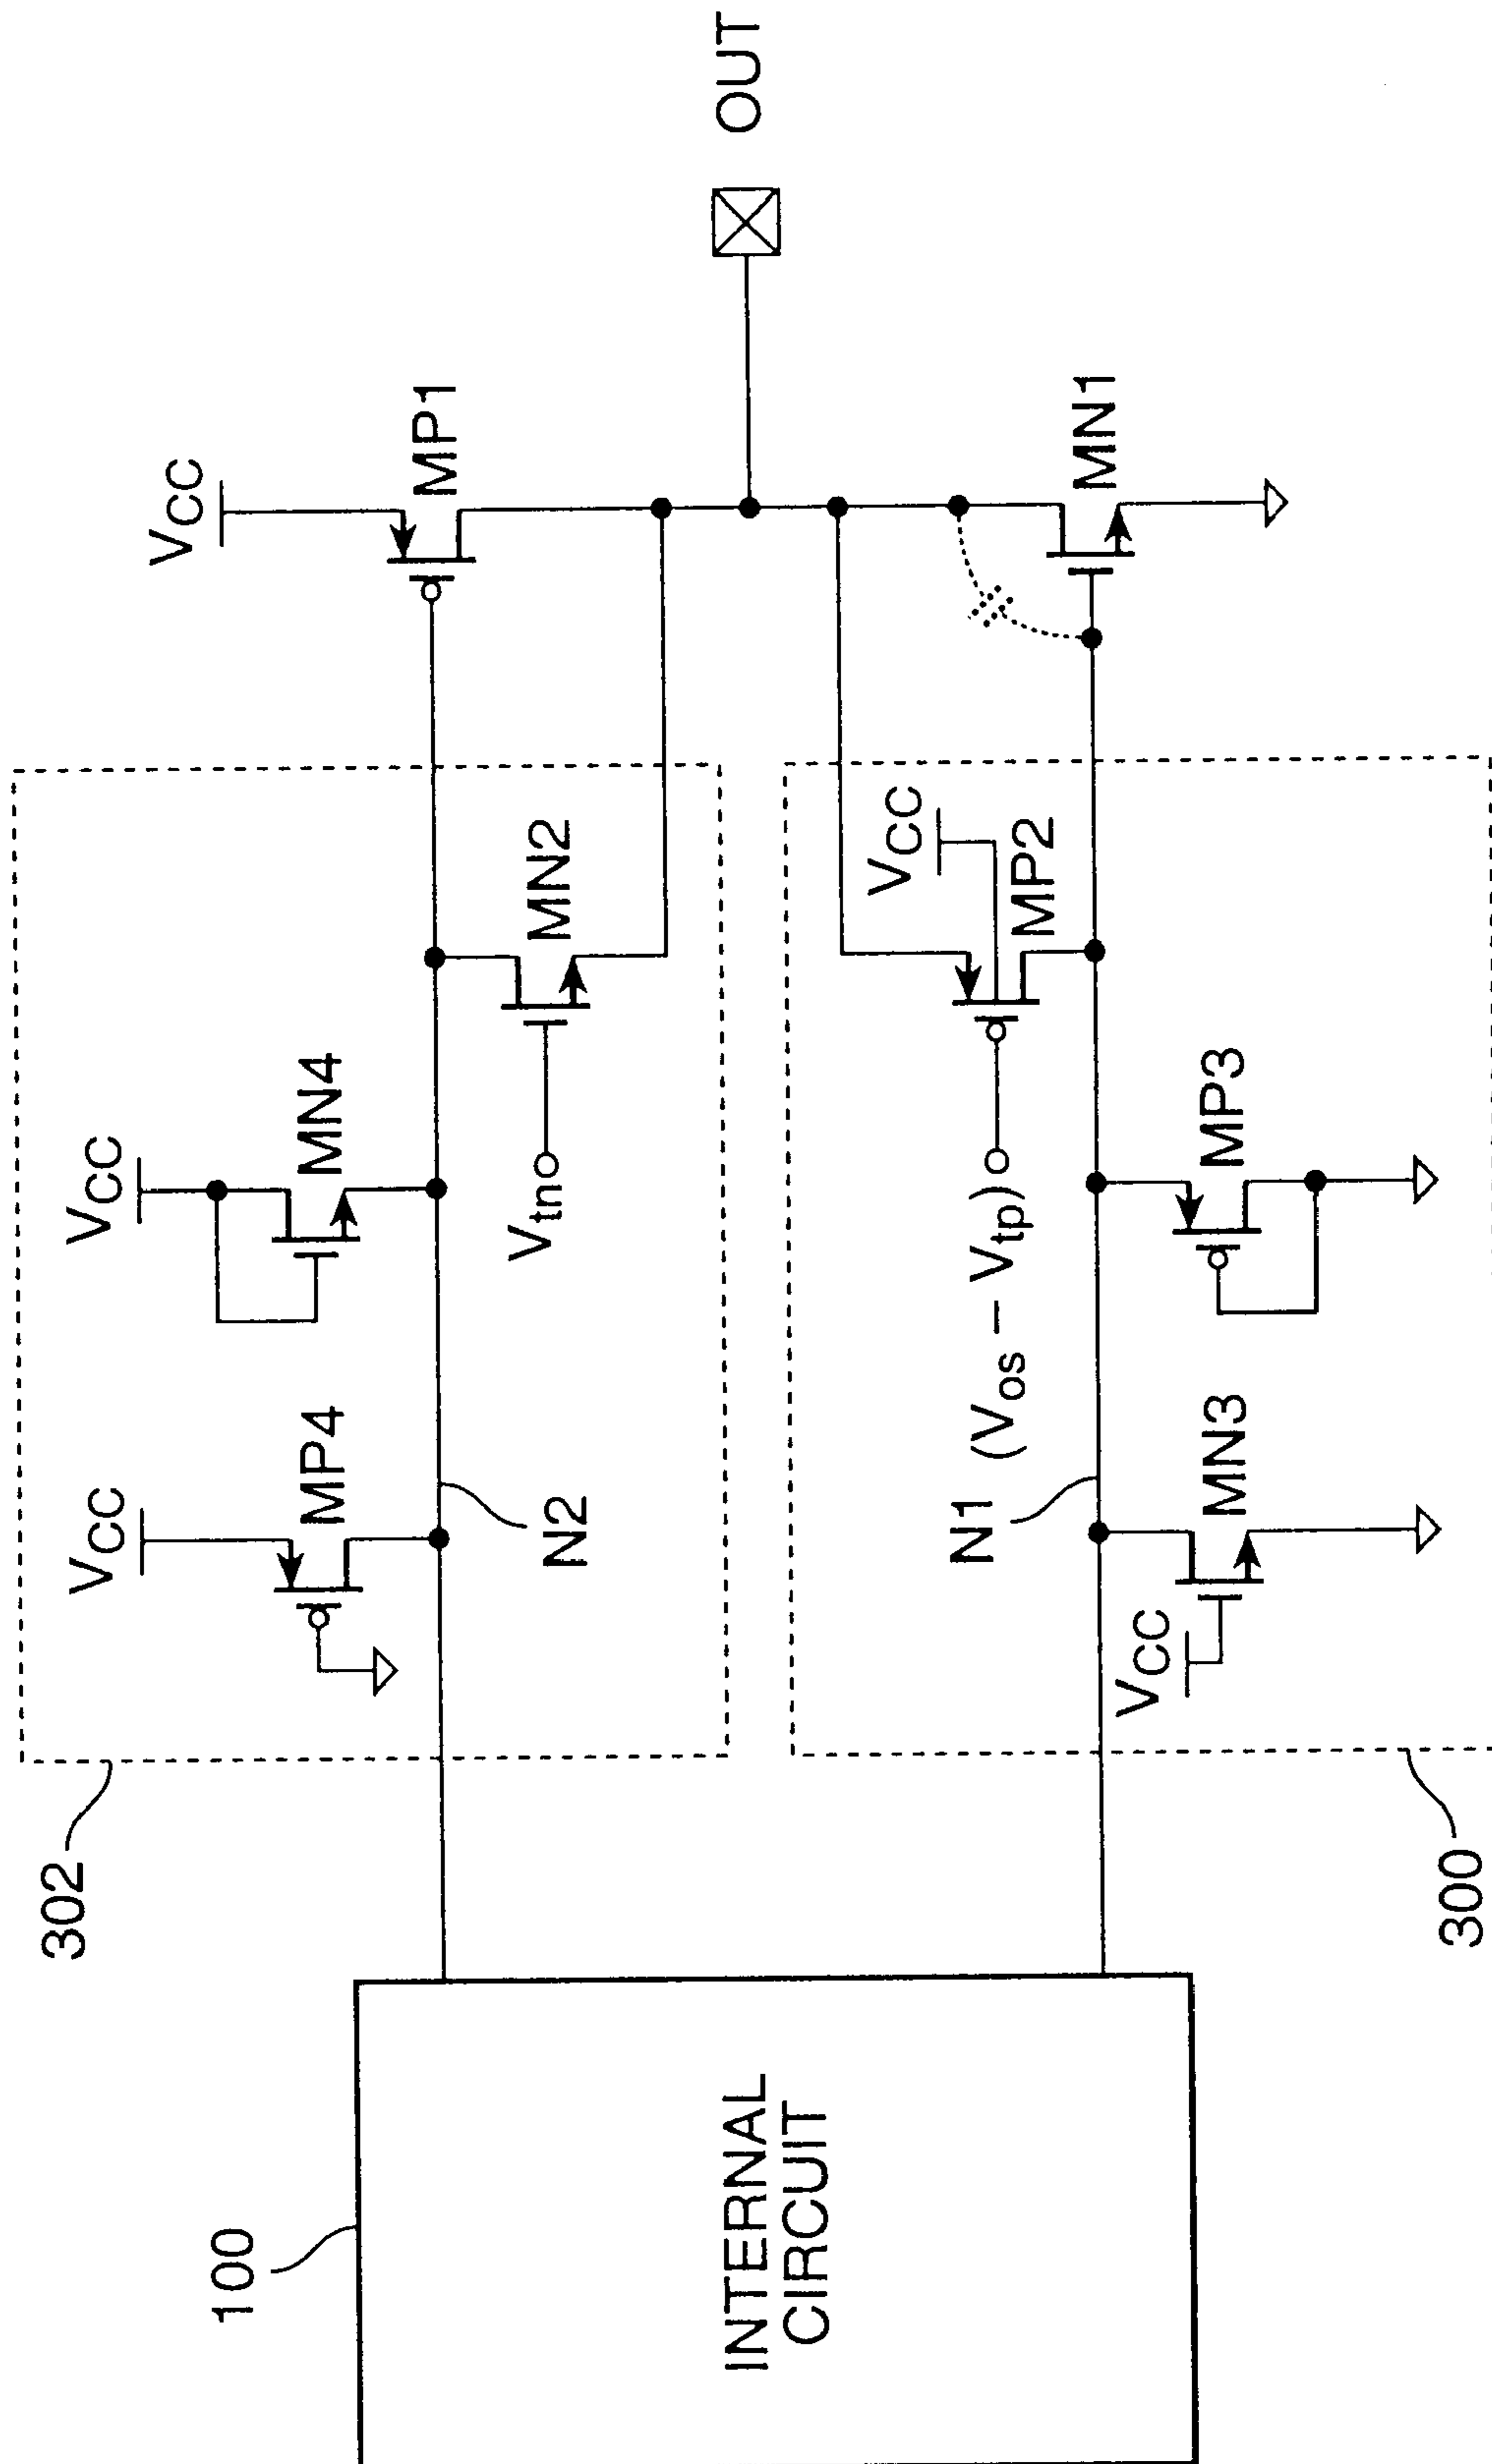 100
INTERNAL
CIRCUIT
302
VCC
MP4
VCC
MN4
N2
Vtn
MN2
VCC
MP1
OUT
300
VCC
MN3
N1
(Vos – Vtp)
MP3
VCC
MP2
MN1